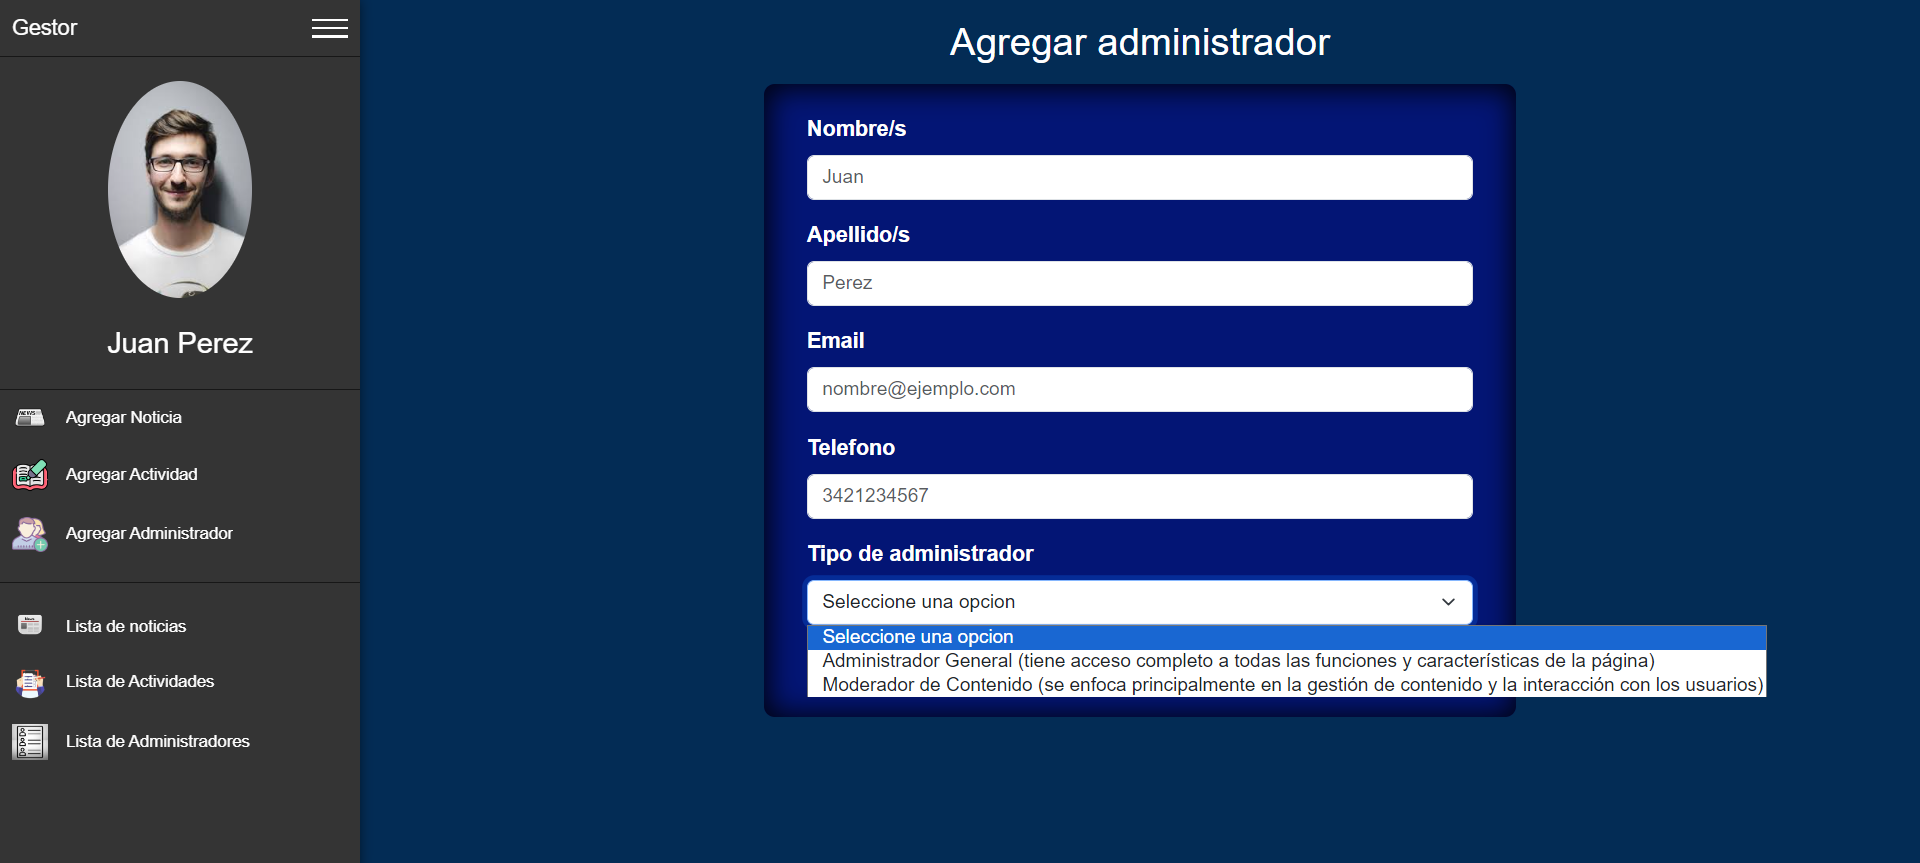 Gestor
Juan Perez
Agregar Noticia
Agregar Actividad
Agregar Administrador
Lista de noticias
Lista de Actividades
Lista de Administradores
Agregar administrador
Nombre/s
Juan
Apellido/s
Perez
Email
nombre@ejemplo.com
Telefono
3421234567
Tipo de administrador
Seleccione una opcion
Seleccione una opcion
Administrador General (tiene acceso completo a todas las funciones y características de la página)
Moderador de Contenido (se enfoca principalmente en la gestión de contenido y la interacción con los usuarios)